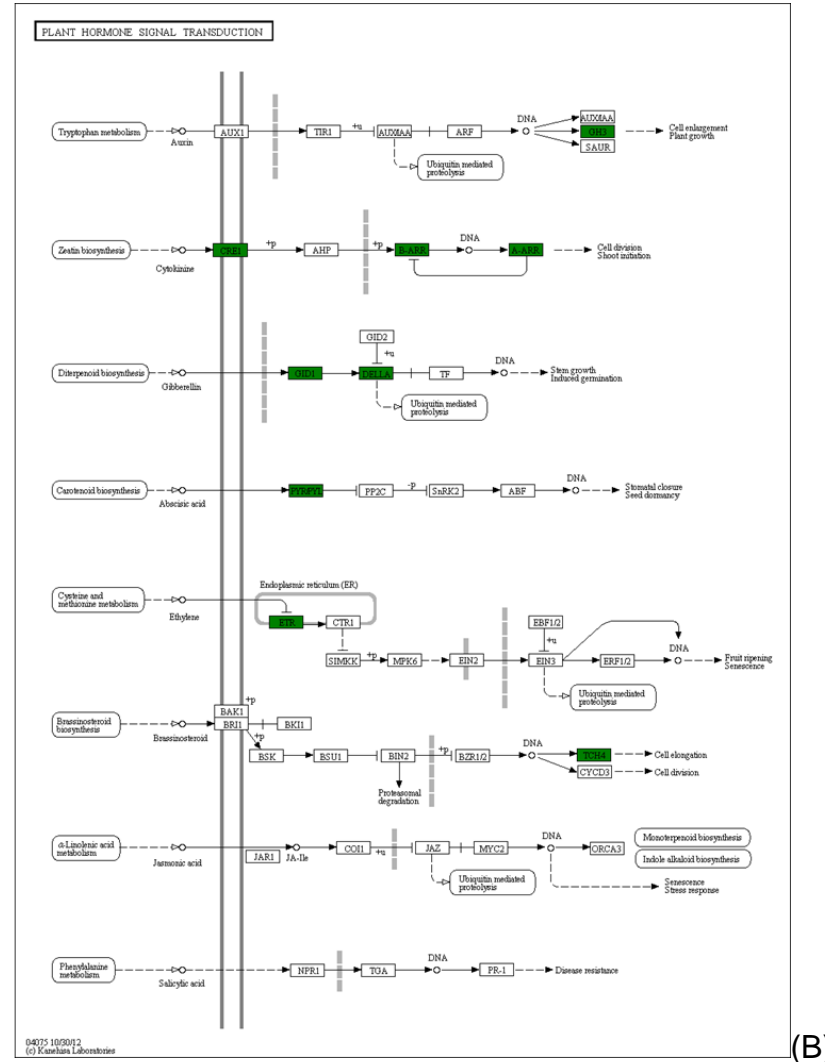 PLANT HORMONE SIGNAL TRANSDUCTION
Tryptophan metabolism
Auxin
AUX1
TIR1
+u
AUX/IAA
ARF
DNA
AUX/IAA
GH3
SAUR
Cell enlargement
Plant growth
Ubiquitin mediated
proteolysis
Zeatin biosynthesis
Cytokinine
CRE1
+p
AHP
+p
B-ARR
DNA
A-ARR
Cell division
Shoot initiation
GID2
+u
Diterpenoid biosynthesis
Gibberellin
GID1
DELLA
TF
DNA
Stem growth
Induced germination
Ubiquitin mediated
proteolysis
Carotenoid biosynthesis
Abscisic acid
PYR/PYL
PP2C
-p
SnRK2
ABF
DNA
Stomatal closure
Seed dormancy
Cysteine and
methionine metabolism
Ethylene
Endoplasmic reticulum (ER)
ETR
CTR1
SIMKK
+p
MPK6
EIN2
EBF1/2
+u
EIN3
ERF1/2
DNA
Fruit ripening
Senescence
Ubiquitin mediated
proteolysis
Brassinosteroid
biosynthesis
Brassinosteroid
BAK1
+p
BRI1
BKI1
+p
BSK
BSU1
BIN2
+p
BZR1/2
DNA
TCH4
Cell elongation
CYCD3
Cell division
Proteasomal
degradation
α-Linolenic acid
metabolism
Jasmonic acid
JAR1
JA-Ile
COI1
+u
JAZ
MYC2
DNA
ORCA3
Monoterpenoid biosynthesis
Indole alkaloid biosynthesis
Ubiquitin mediated
proteolysis
Senescence
Stress response
Phenylalanine
metabolism
Salicylic acid
NPR1
TGA
DNA
PR-1
Disease resistance
04075 10/30/12
(c) Kanehisa Laboratories
(B)